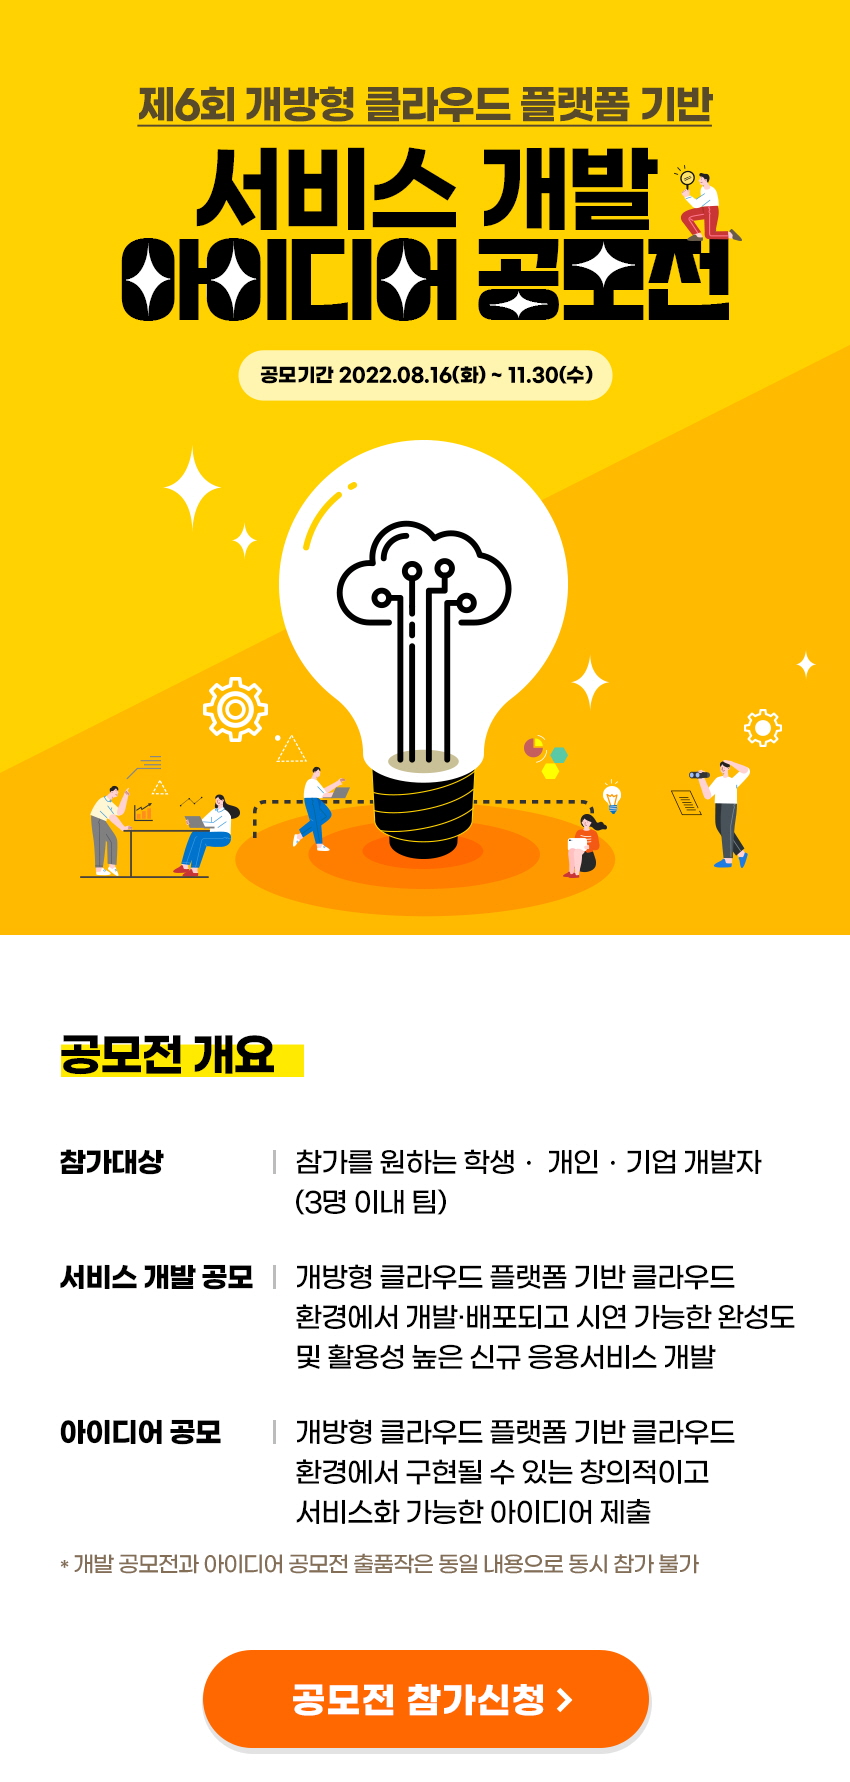 제6회 개방형 클라우드 플랫폼 기반
서비스 개발
아이디어 공모전
공모기간 2022.08.16(화) ~ 11.30(수)
공모전 개요
참가대상
참가를 원하는 학생 · 개인 · 기업 개발자
(3명 이내 팀)
서비스 개발 공모
개방형 클라우드 플랫폼 기반 클라우드
환경에서 개발·배포되고 시연 가능한 완성도
및 활용성 높은 신규 응용서비스 개발
아이디어 공모
개방형 클라우드 플랫폼 기반 클라우드
환경에서 구현될 수 있는 창의적이고
서비스화 가능한 아이디어 제출
* 개발 공모전과 아이디어 공모전 출품작은 동일 내용으로 동시 참가 불가
공모전 참가신청 >